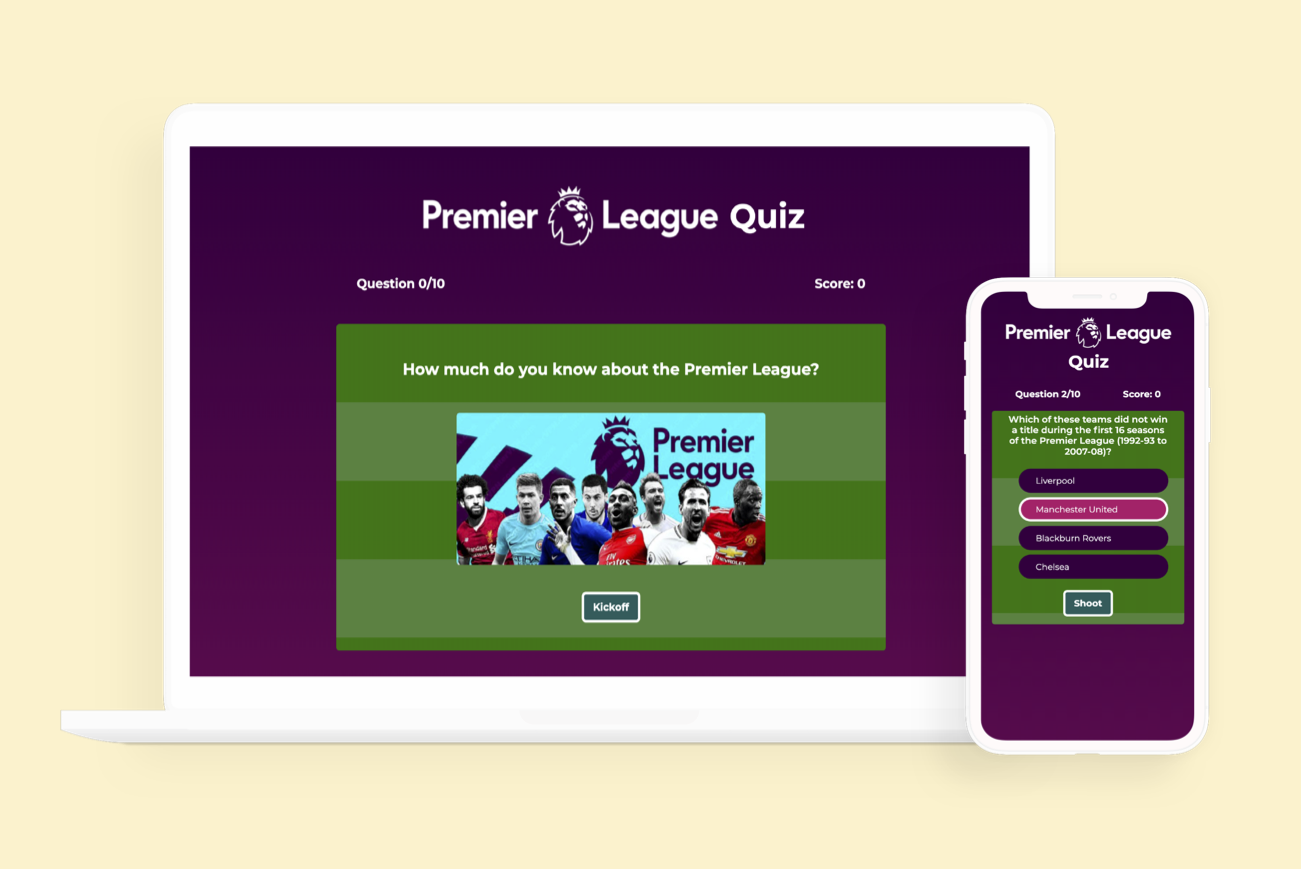 Premier League Quiz
Question 0/10
Score: 0
How much do you know about the Premier League?
Premier
League
Kickoff
Premier League
Quiz
Question 2/10
Score: 0
Which of these teams did not win
a title during the first 16 seasons
of the Premier League (1992-93 to
2007-08)?
Liverpool
Manchester United
Blackburn Rovers
Chelsea
Shoot